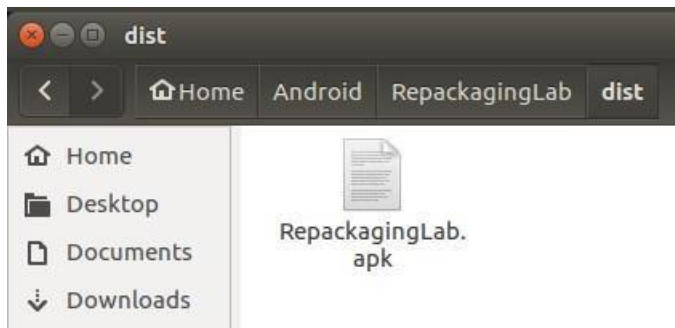 dist
Home Android RepackagingLab dist
Home
Desktop
Documents
Downloads
RepackagingLab.
apk